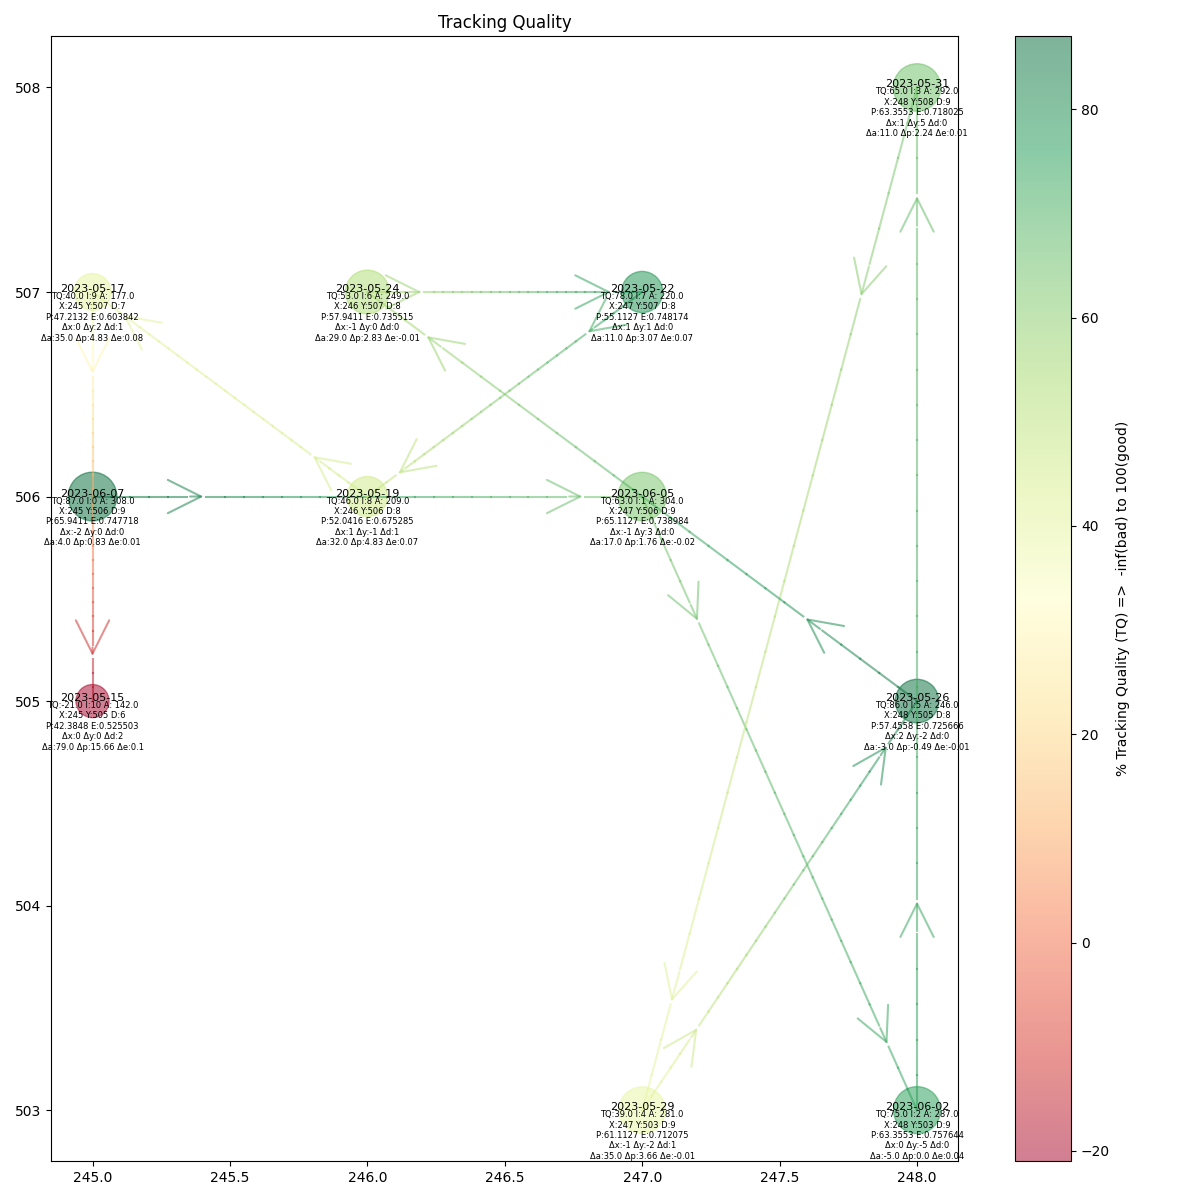 Tracking Quality
508
507
506
505
504
503
245.0
245.5
246.0
246.5
247.0
247.5
248.0
2023-05-31
TQ:65.0 I:3 A: 292.0
X:248 Y:508 D:9
P:63.3553 E:0.718025
Δx:1 Δy:5 Δd:0
Δa:11.0 Δp:2.24 Δe:0.01
2023-05-17
TQ:40.0 I:9 A: 177.0
X:245 Y:507 D:7
P:47.2132 E:0.603842
Δx:0 Δy:2 Δd:1
Δa:35.0 Δp:4.83 Δe:0.08
2023-05-24
TQ:53.0 I:6 A: 249.0
X:246 Y:507 D:8
P:57.9411 E:0.735515
Δx:-1 Δy:0 Δd:0
Δa:29.0 Δp:2.83 Δe:-0.01
2023-05-22
TQ:78.0 I:7 A: 220.0
X:247 Y:507 D:8
P:55.1127 E:0.748174
Δx:1 Δy:1 Δd:0
Δa:11.0 Δp:3.07 Δe:0.07
2023-06-07
TQ:87.0 I:0 A: 308.0
X:245 Y:506 D:9
P:65.9411 E:0.747718
Δx:-2 Δy:0 Δd:0
Δa:4.0 Δp:0.83 Δe:0.01
2023-05-19
TQ:46.0 I:8 A: 209.0
X:246 Y:506 D:8
P:52.0416 E:0.675285
Δx:1 Δy:-1 Δd:1
Δa:32.0 Δp:4.83 Δe:0.07
2023-06-05
TQ:63.0 I:1 A: 304.0
X:247 Y:506 D:9
P:65.1127 E:0.738984
Δx:-1 Δy:3 Δd:0
Δa:17.0 Δp:1.76 Δe:-0.02
2023-05-15
TQ:-21.0 I:10 A: 142.0
X:245 Y:505 D:6
P:42.3848 E:0.525503
Δx:0 Δy:0 Δd:2
Δa:79.0 Δp:15.66 Δe:0.1
2023-05-26
TQ:86.0 I:5 A: 246.0
X:248 Y:505 D:8
P:57.4558 E:0.725666
Δx:2 Δy:-2 Δd:0
Δa:-3.0 Δp:-0.49 Δe:-0.01
2023-05-29
TQ:39.0 I:4 A: 281.0
X:247 Y:503 D:9
P:61.1127 E:0.712075
Δx:-1 Δy:-2 Δd:1
Δa:35.0 Δp:3.66 Δe:-0.01
2023-06-02
TQ:75.0 I:2 A: 287.0
X:248 Y:503 D:9
P:63.3553 E:0.757644
Δx:0 Δy:-5 Δd:0
Δa:-5.0 Δp:0.0 Δe:0.04
80
60
40
20
0
−20
% Tracking Quality (TQ) =>  -inf(bad) to 100(good)